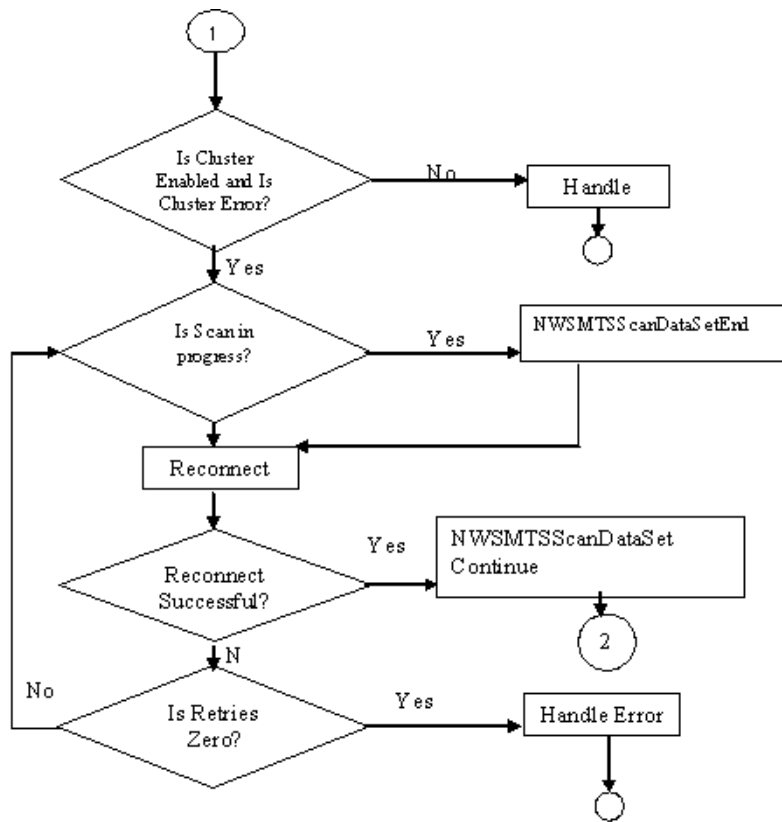 1
Is Cluster
Enabled and Is
Cluster Error?
No
Handle
Yes
Is Scan in
progress?
Yes
NWSMTSScanDataSetEnd
Reconnect
Reconnect
Successful?
Yes
NWSMTSScanDataSet
Continue
2
N
No
Is Retries
Zero?
Yes
Handle Error